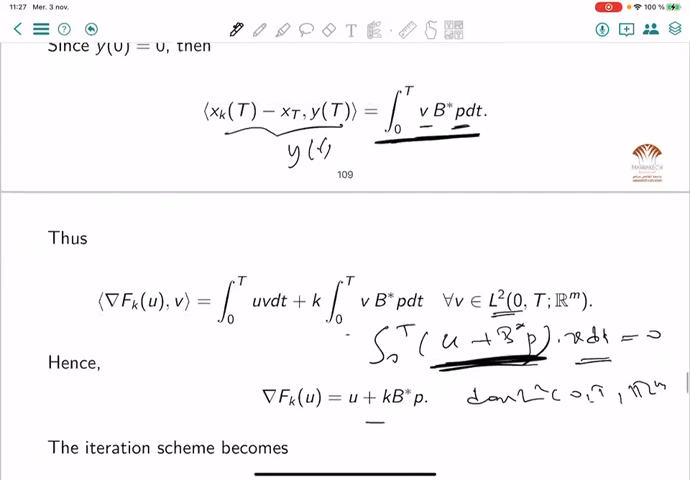 11:27 Mer. 3 nov.
100 %
Since y(0) = 0, then
⟨x_k(T) − x_T, y(T)⟩ = ∫_0^T v B* p dt.
109
Thus
⟨∇F_k(u), v⟩ = ∫_0^T uv dt + k ∫_0^T v B* p dt ∀v ∈ L²(0, T; ℝ^m).
∫_0^T (u + B* p)
= 0
Hence,
∇F_k(u) = u + kB* p.
The iteration scheme becomes